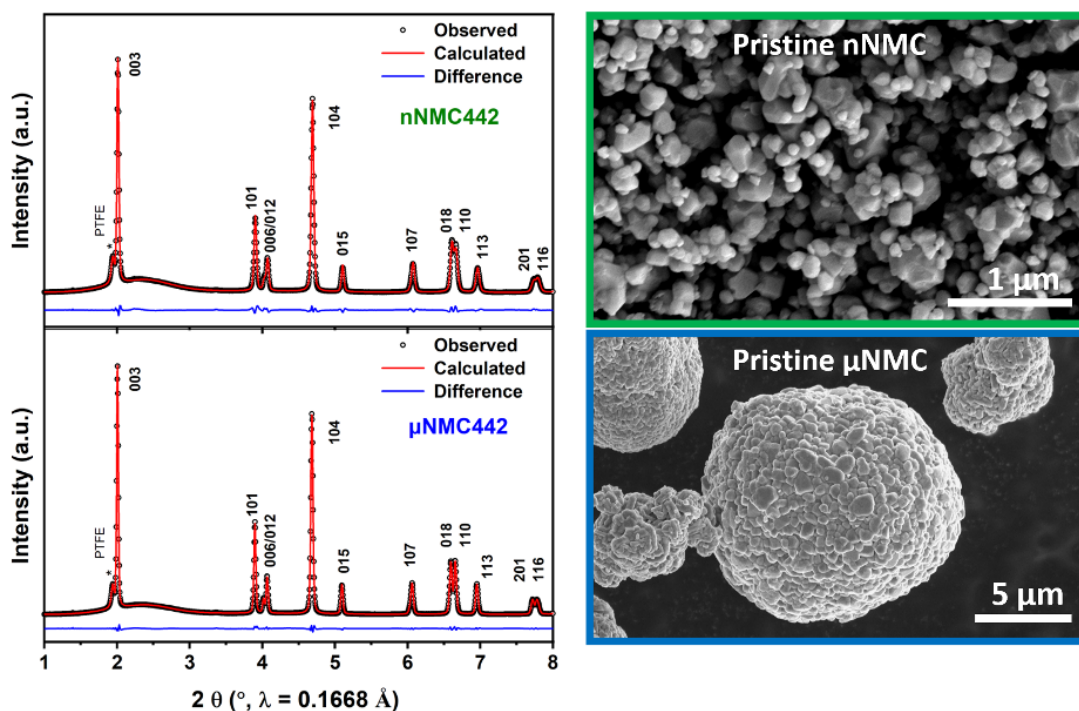 Intensity (a.u.)
Observed
Calculated
Difference
nNMC442
PTFE
*
003
101
006/012
104
015
107
018
110
113
201
116
Intensity (a.u.)
Observed
Calculated
Difference
µNMC442
PTFE
*
003
101
006/012
104
015
107
018
110
113
201
116
1 2 3 4 5 6 7 8
2 θ (°, λ = 0.1668 Å)
Pristine nNMC
1 µm
Pristine µNMC
5 µm